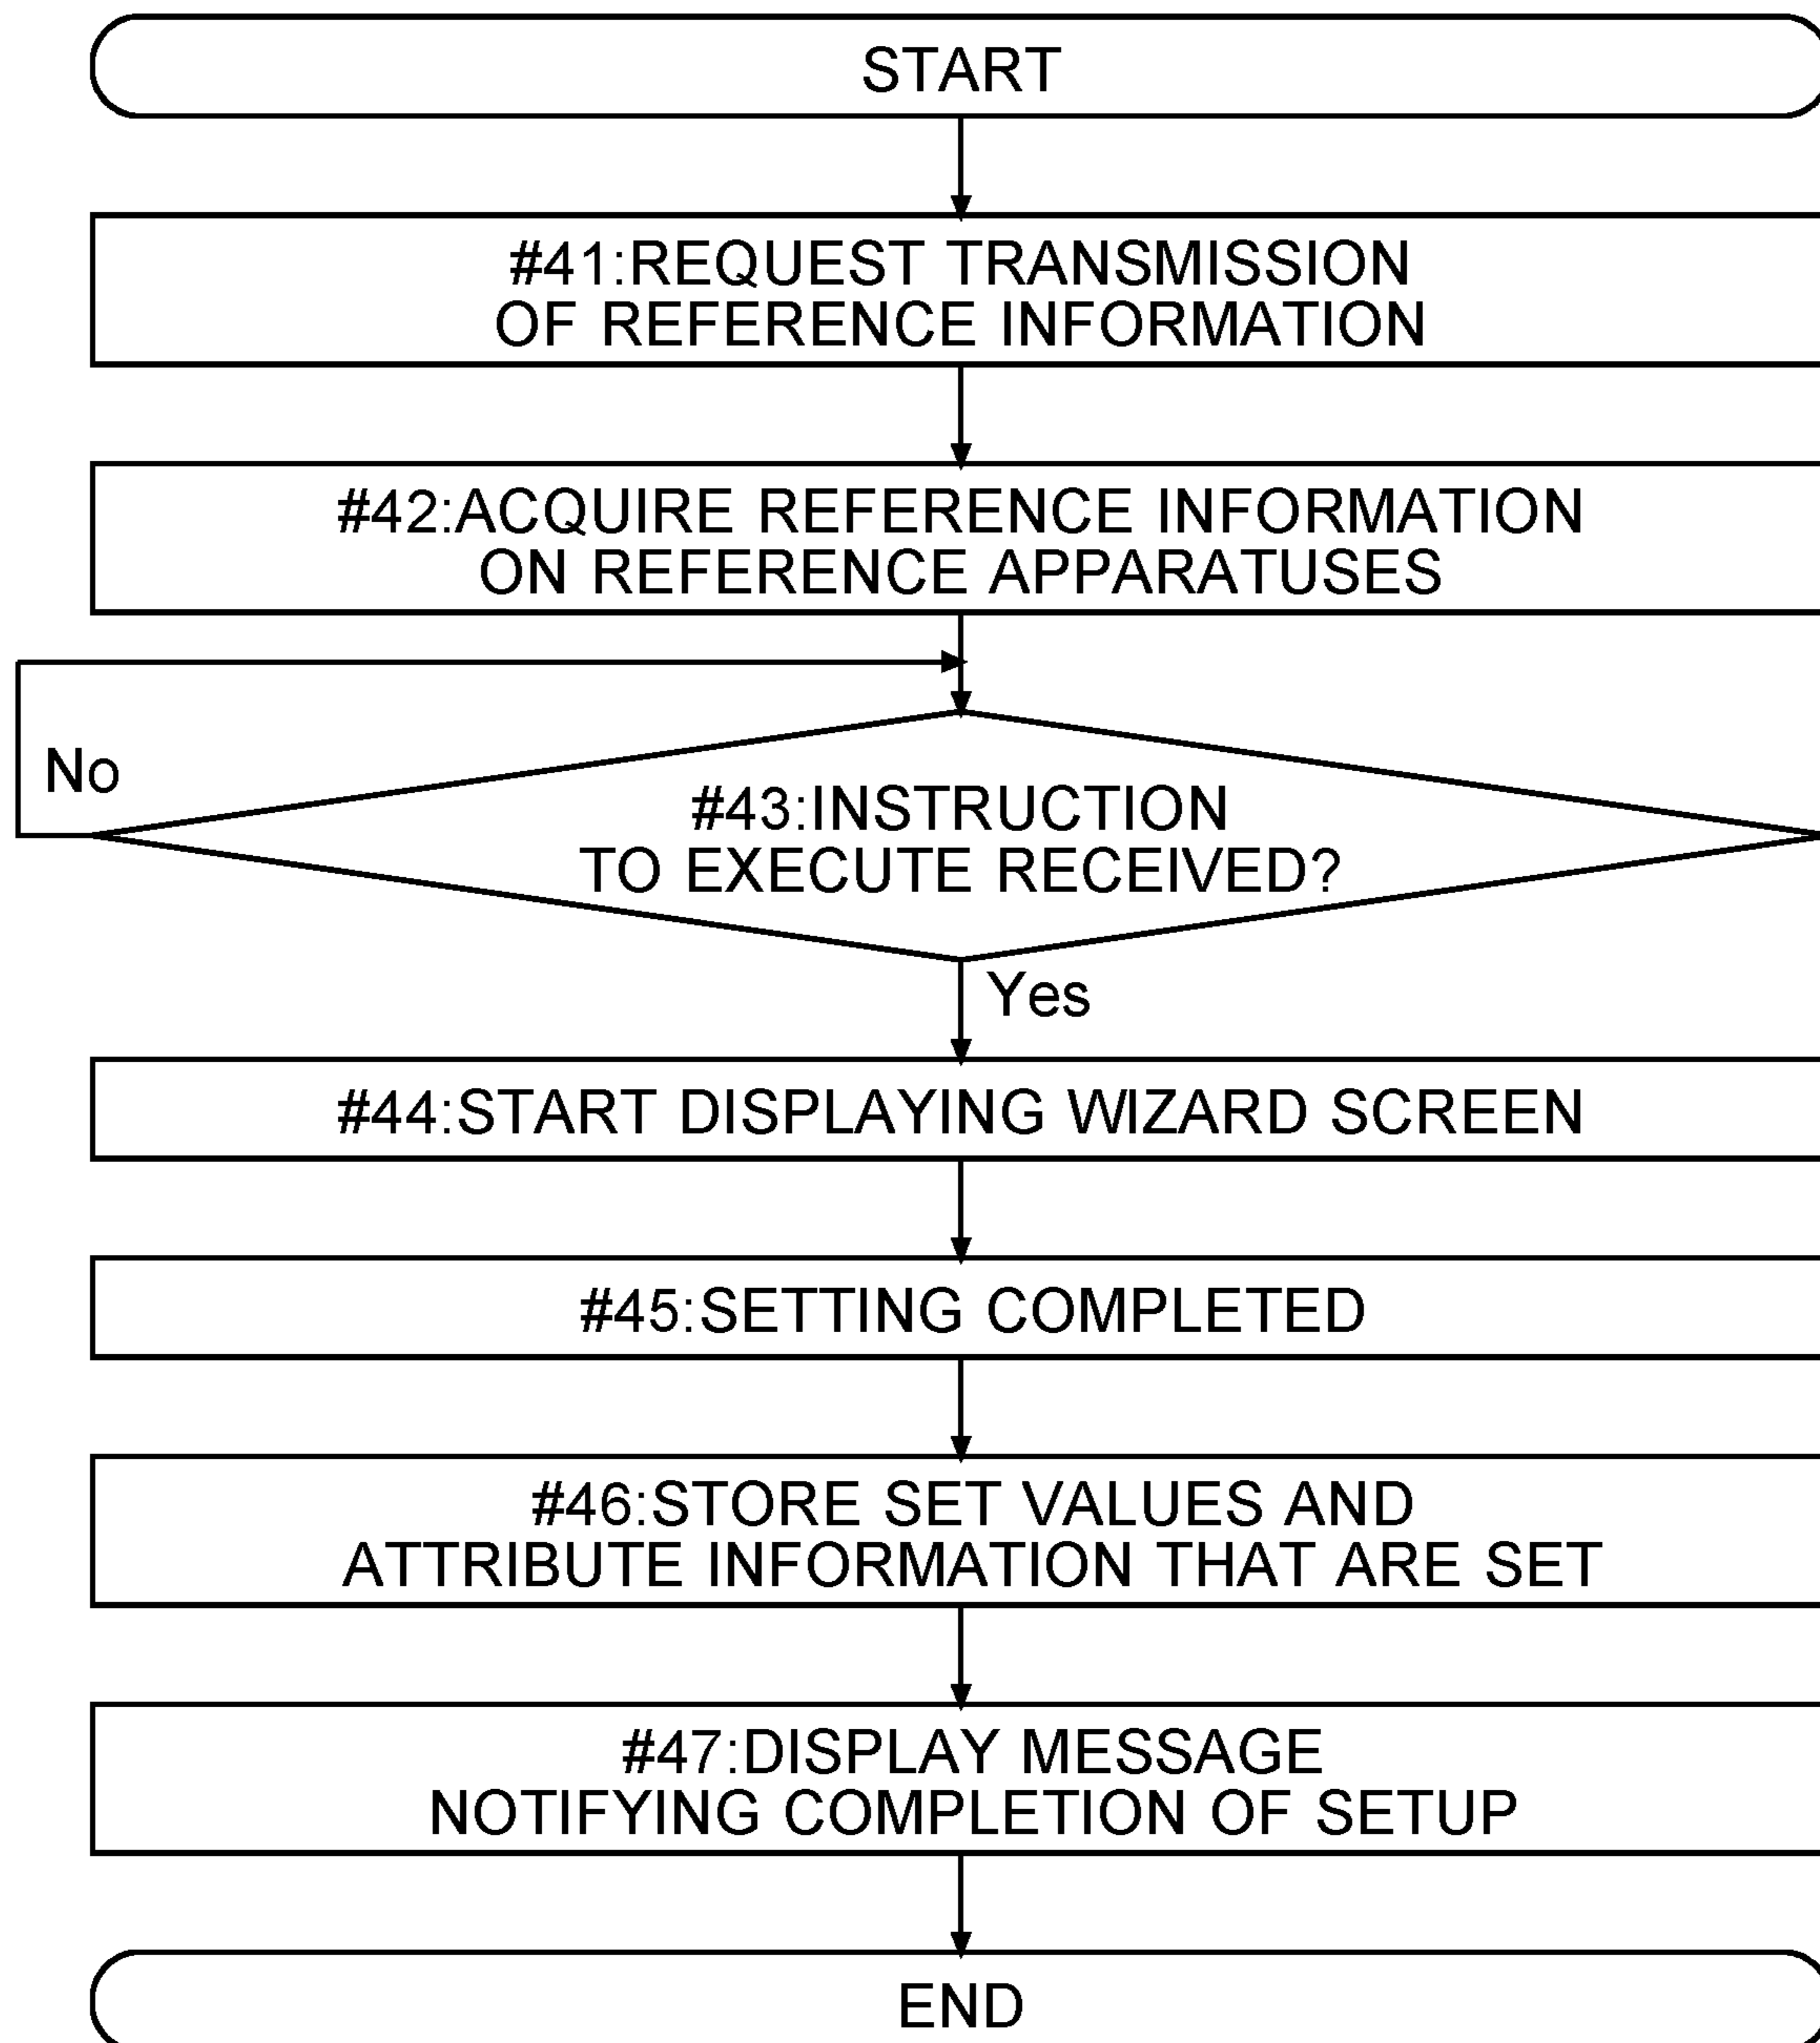 START
#41:REQUEST TRANSMISSION
OF REFERENCE INFORMATION
#42:ACQUIRE REFERENCE INFORMATION
ON REFERENCE APPARATUSES
No
#43:INSTRUCTION
TO EXECUTE RECEIVED?
Yes
#44:START DISPLAYING WIZARD SCREEN
#45:SETTING COMPLETED
#46:STORE SET VALUES AND
ATTRIBUTE INFORMATION THAT ARE SET
#47:DISPLAY MESSAGE
NOTIFYING COMPLETION OF SETUP
END